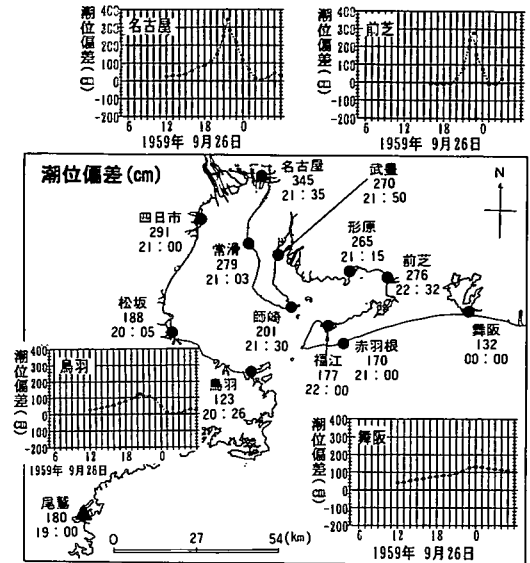 名古屋
潮位偏差(cm)
400
300
200
100
0
-100
-200
6 12 18 0 6
1959年 9月26日
前芝
潮位偏差(cm)
400
300
200
100
0
-100
-200
6 12 18 0 6
1959年 9月26日
潮位偏差(cm)
N
名古屋
345
21:35
武豊
270
21:50
四日市
291
21:00
常滑
279
21:03
形原
265
21:15
前芝
276
22:32
松坂
188
20:05
師崎
201
21:30
福江
177
22:00
赤羽根
170
21:00
舞阪
132
00:00
鳥羽
123
20:26
鳥羽
潮位偏差(cm)
400
300
200
100
0
-100
-200
6 12 18 0 6
1959年 9月26日
舞阪
潮位偏差(cm)
400
300
200
100
0
-100
-200
6 12 18 0 6
1959年 9月26日
尾鷲
180
19:00
0 27 54(km)